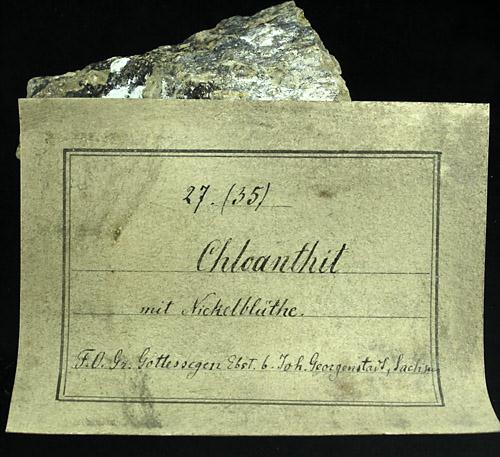 27. (35)
Chloanthit
mit Nickelblüthe.
F.O. Gr. Gottessegen Ebst. b. Joh. Georgenstadt, Sachsen